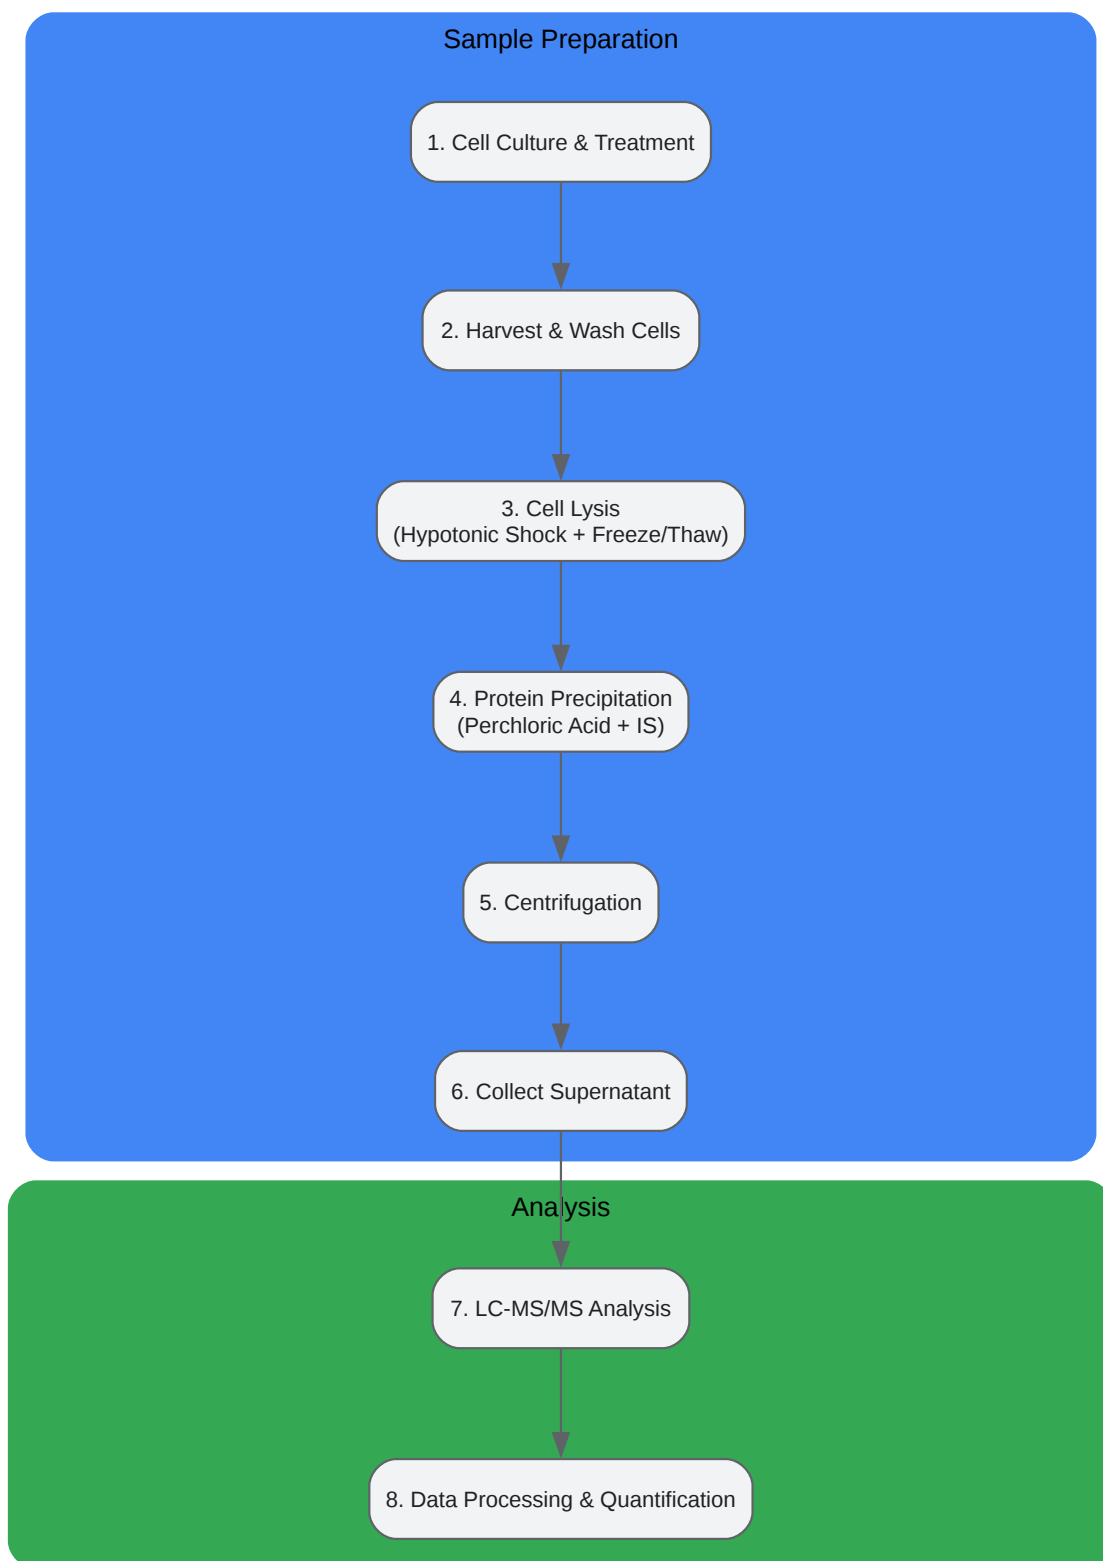 Sample Preparation
1. Cell Culture & Treatment
2. Harvest & Wash Cells
3. Cell Lysis
(Hypotonic Shock + Freeze/Thaw)
4. Protein Precipitation
(Perchloric Acid + IS)
5. Centrifugation
6. Collect Supernatant
Analysis
7. LC-MS/MS Analysis
8. Data Processing & Quantification